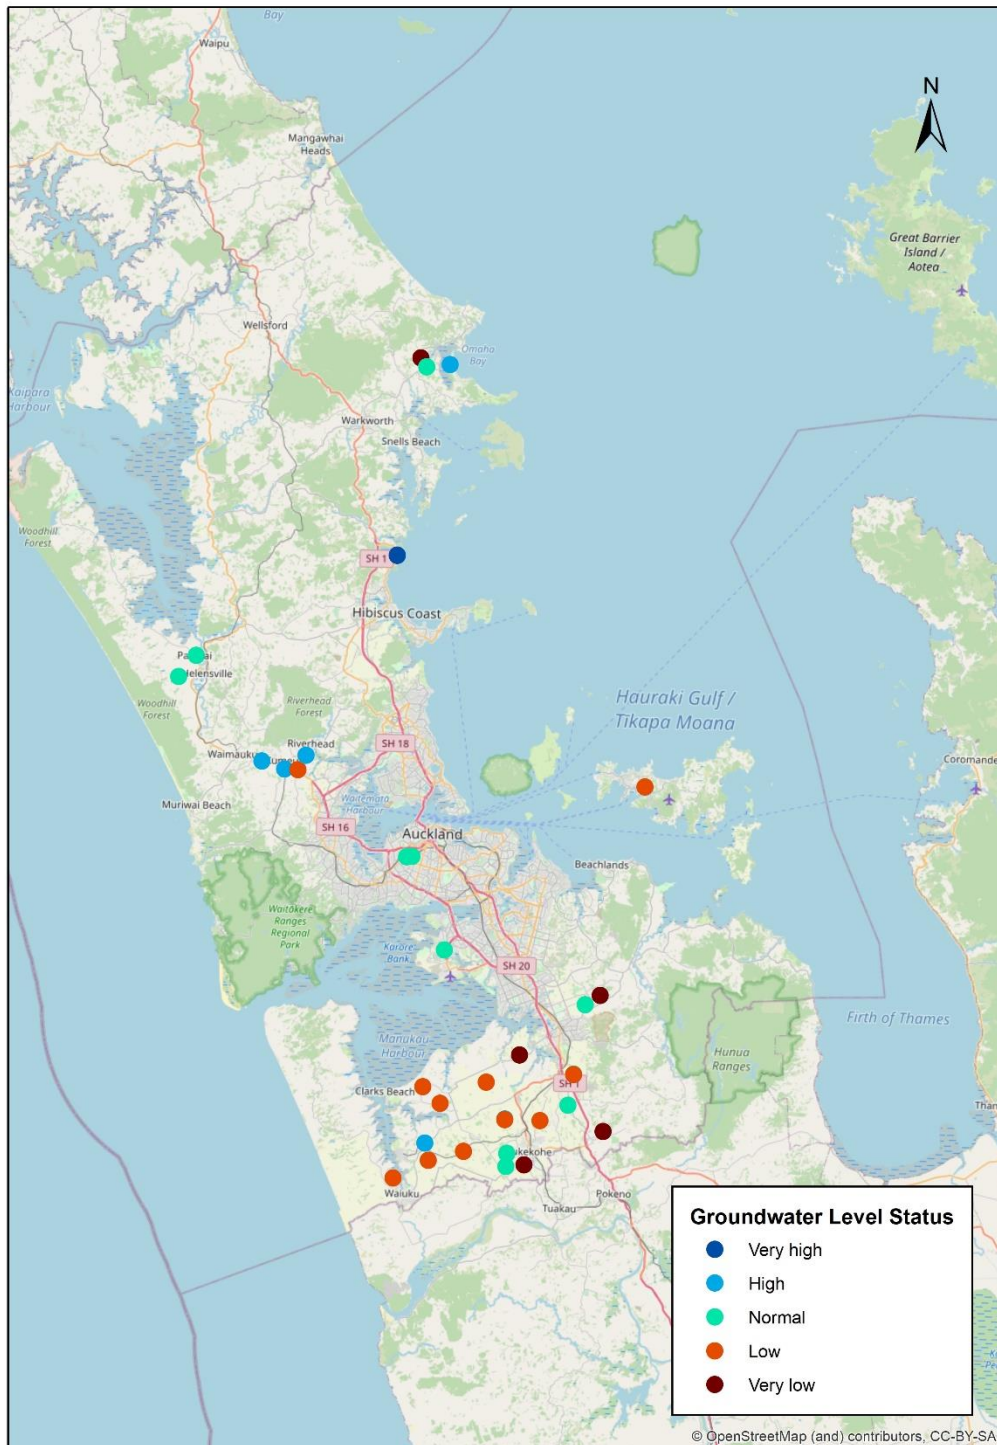 Bay
Waipu
N
Mangawhai
Heads
Great Barrier
Island /
Aotea
Wellsford
Omaha
Bay
Kaipara
Harbour
Warkworth
Snells Beach
Woodhill
Forest
SH 1
Hibiscus Coast
Helensville
Woodhill
Forest
Riverhead
Forest
Hauraki Gulf /
Tikapa Moana
Riverhead
SH 18
Waimauku
Muriwai Beach
Waitematā
Harbour
SH 16
Auckland
Beachlands
Waitākere
Ranges
Regional
Park
Karore
Bank
SH 20
Firth of Thames
Manukau
Harbour
Hunua
Ranges
Clarks Beach
SH 1
Waiuku
Tuakau
Pokeno
Groundwater Level Status
Very high
High
Normal
Low
Very low
© OpenStreetMap (and) contributors, CC-BY-SA